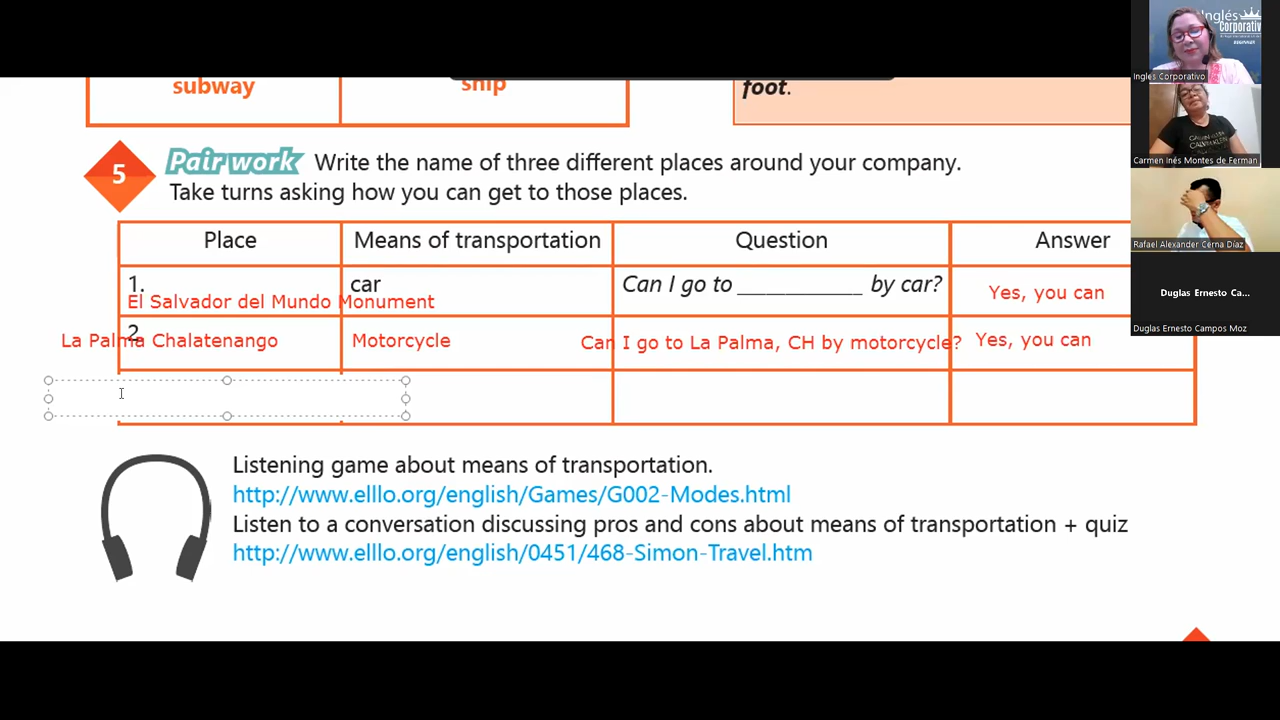 subway
ship
foot.
5
Pair work Write the name of three different places around your company.
Take turns asking how you can get to those places.
Place Means of transportation Question Answer
1. car Can I go to ____________ by car? Yes, you can
El Salvador del Mundo Monument
2
La Palma Chalatenango Motorcycle Can I go to La Palma, CH by motorcycle? Yes, you can
Listening game about means of transportation.
http://www.elllo.org/english/Games/G002-Modes.html
Listen to a conversation discussing pros and cons about means of transportation + quiz
http://www.elllo.org/english/0451/468-Simon-Travel.htm
Inglés
Corporativo
BEGINNER
Ingles Corporativo
CALVIN KLEIN
Carmen Inés Montes de Ferman
Rafael Alexander Cerna Díaz
Duglas Ernesto Ca...
Duglas Ernesto Campos Moz